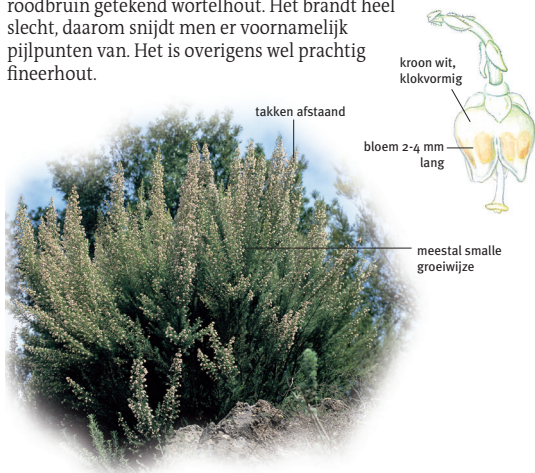 roodbruin getekend wortelhout. Het brandt heel
slecht, daarom snijdt men er voornamelijk
pijlpunten van. Het is overigens wel prachtig
fineerhout.
kroon wit,
klokvormig
takken afstaand
bloem 2-4 mm
lang
meestal smalle
groeiwijze